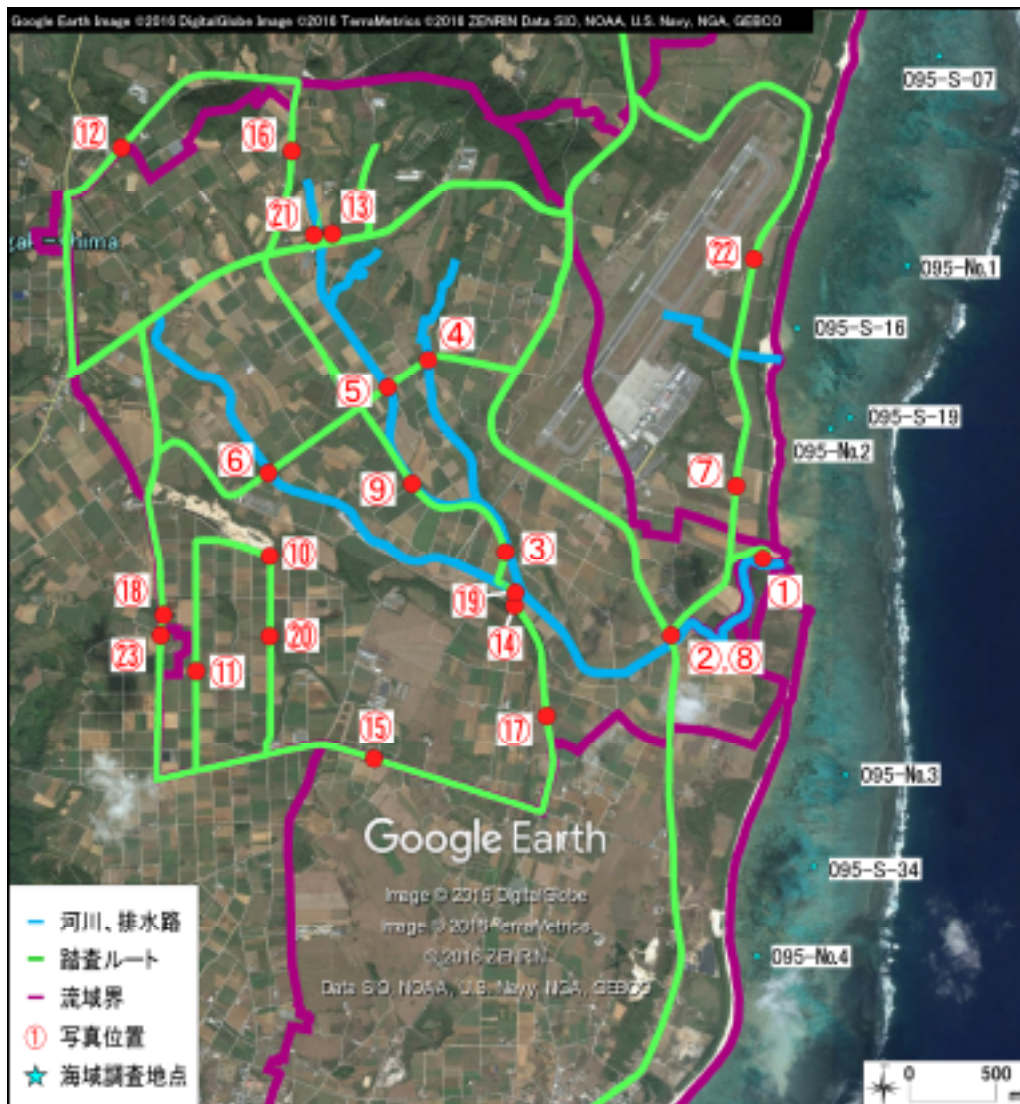 Google Earth Image ©2016 DigitalGlobe Image ©2016 TerraMetrics ©2016 ZENRIN Data SIO, NOAA, U.S. Navy, NGA, GEBCO
095-S-07
⑫
⑯
㉑
⑬
-Shima
㉒
095-No.1
095-S-16
④
⑤
095-S-19
095-No.2
⑥
⑨
⑦
③
⑩
①
⑱
⑲
⑭
㉓
⑳
②,⑧
⑪
⑰
⑮
095-No.3
Google Earth
095-S-34
Image © 2016 DigitalGlobe
Image © 2016 TerraMetrics
© 2016 ZENRIN
095-No.4
Data SIO, NOAA, U.S. Navy, NGA, GEBCO
河川、排水路
踏査ルート
流域界
① 写真位置
海域調査地点
0 500
m